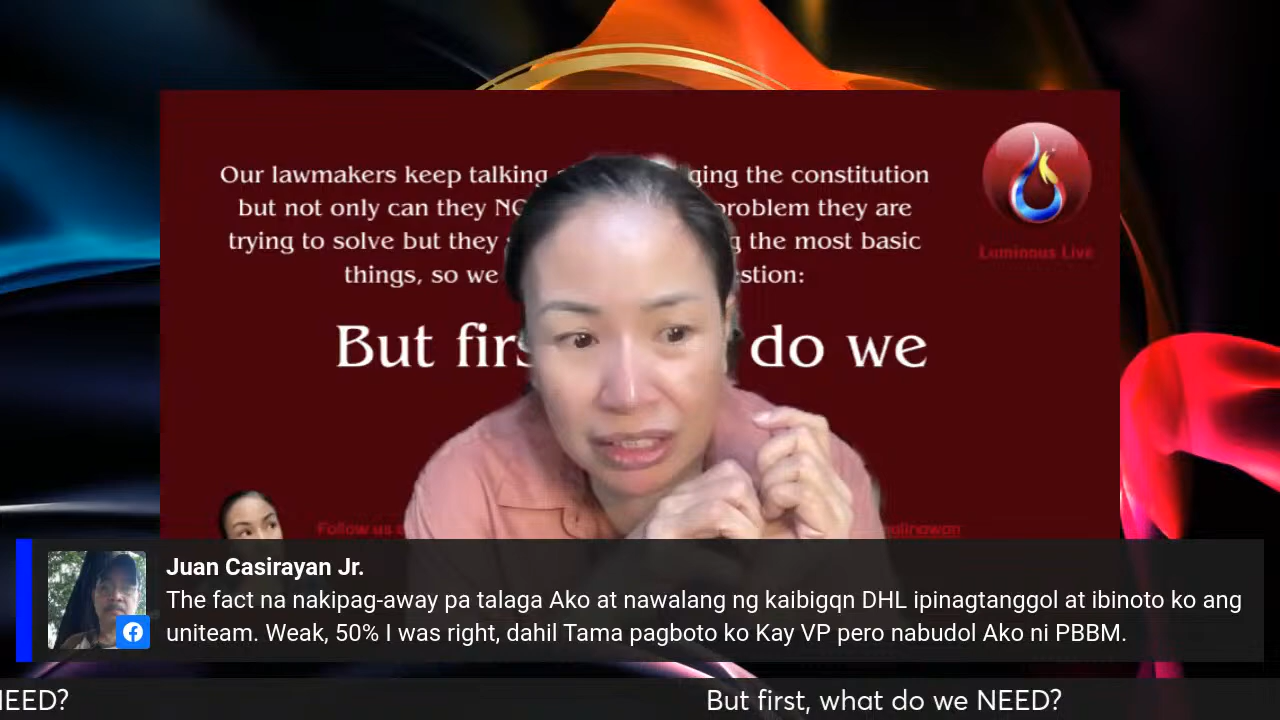 Our lawmakers keep talking ging the constitution
but not only can they problem they are
trying to solve but they the most basic
things, so we
But do we
Luminous Live
Follow us
Juan Casirayan Jr.
The fact na nakipag-away pa talaga Ako at nawalang ng kaibigqn DHL ipinagtanggol at ibinoto ko ang
uniteam. Weak, 50% I was right, dahil Tama pagboto ko Kay VP pero nabudol Ako ni PBBM.
NEED? But first, what do we NEED?